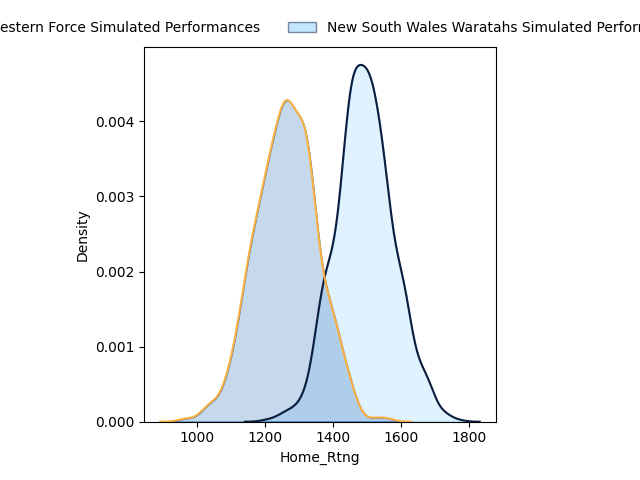 estern Force Simulated Performances
New South Wales Waratahs Simulated Perfor
0.004
0.003
0.002
0.001
0.000
Density
1000 1200 1400 1600 1800
Home_Rtng